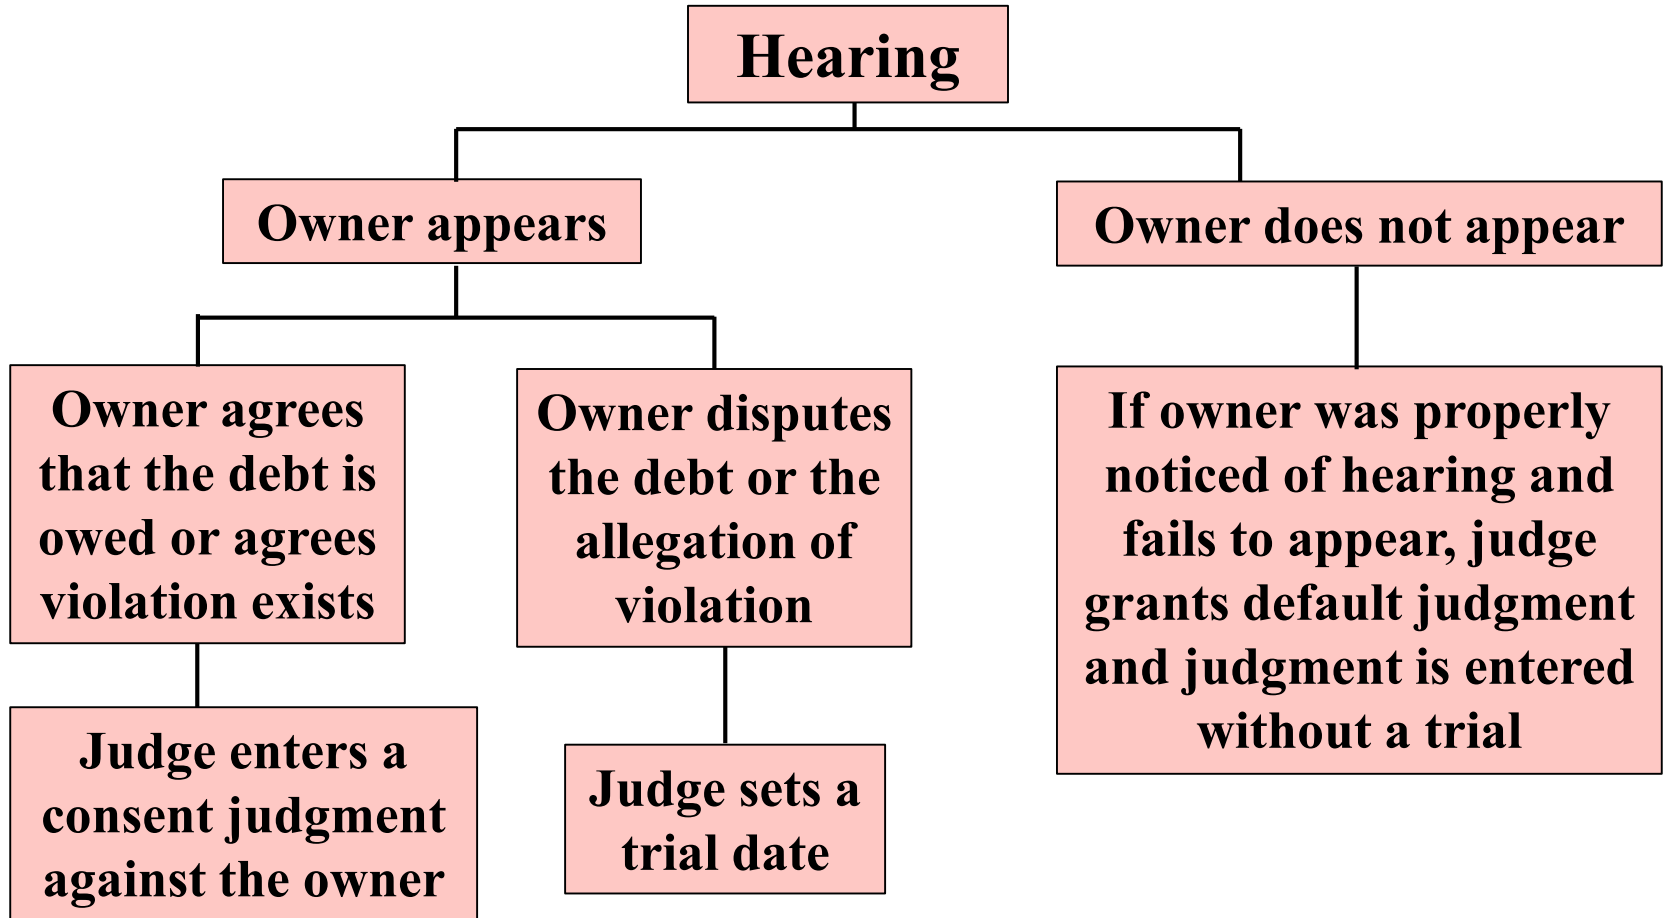 Hearing
Owner appears
Owner does not appear
Owner agrees
that the debt is
owed or agrees
violation exists
Owner disputes
the debt or the
allegation of
violation
If owner was properly
noticed of hearing and
fails to appear, judge
grants default judgment
and judgment is entered
without a trial
Judge enters a
consent judgment
against the owner
Judge sets a
trial date